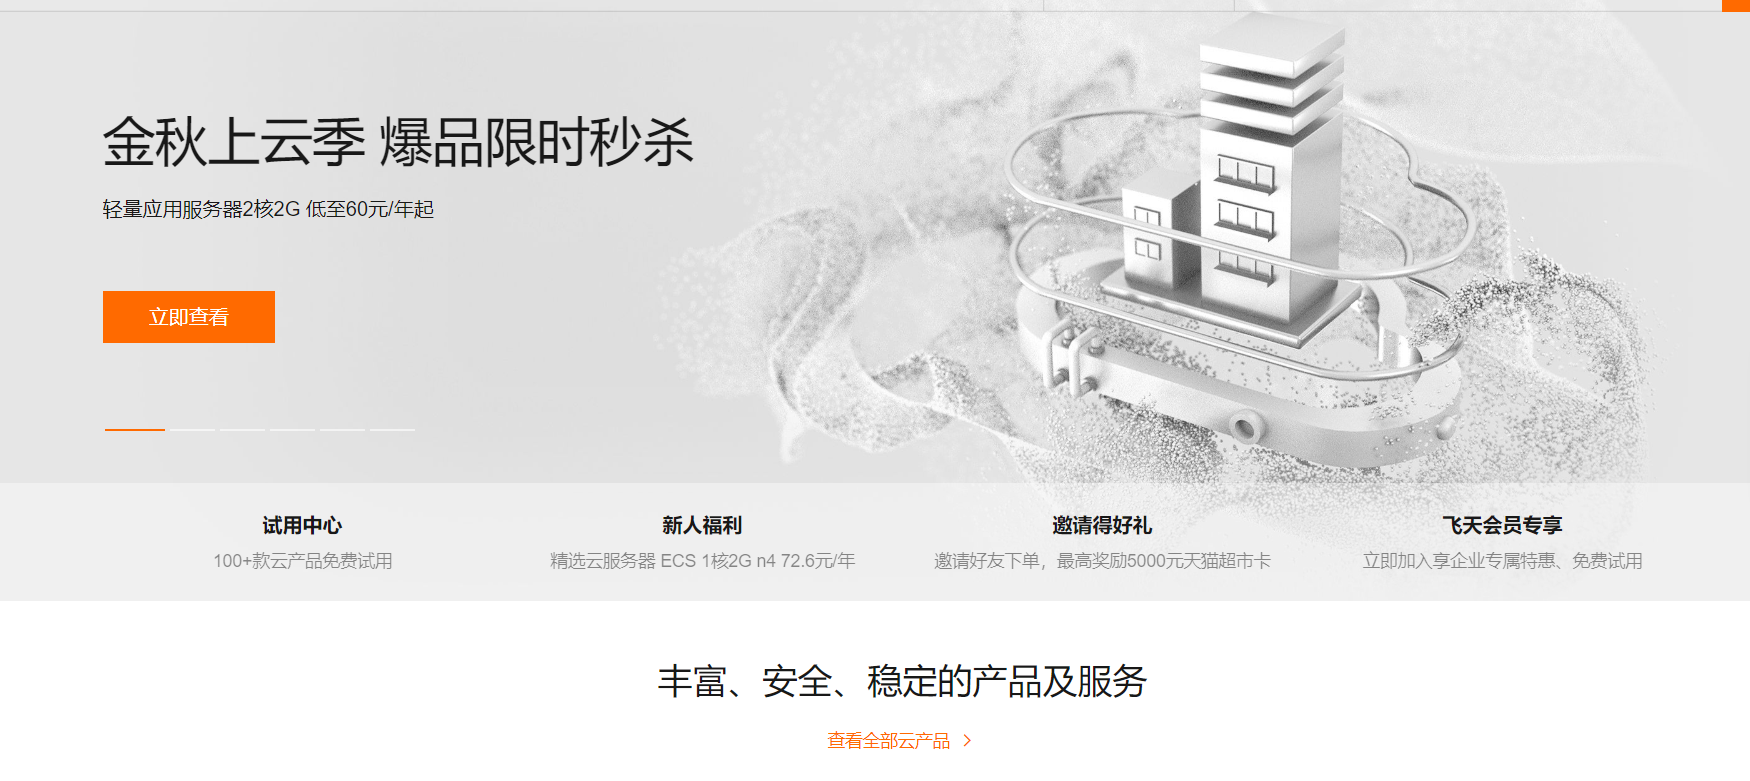 金秋上云季 爆品限时秒杀
轻量应用服务器2核2G 低至60元/年起
立即查看
试用中心
100+款云产品免费试用
新人福利
精选云服务器 ECS 1核2G n4 72.6元/年
邀请得好礼
邀请好友下单，最高奖励5000元天猫超市卡
飞天会员专享
立即加入享企业专属特惠、免费试用
丰富、安全、稳定的产品及服务
查看全部云产品